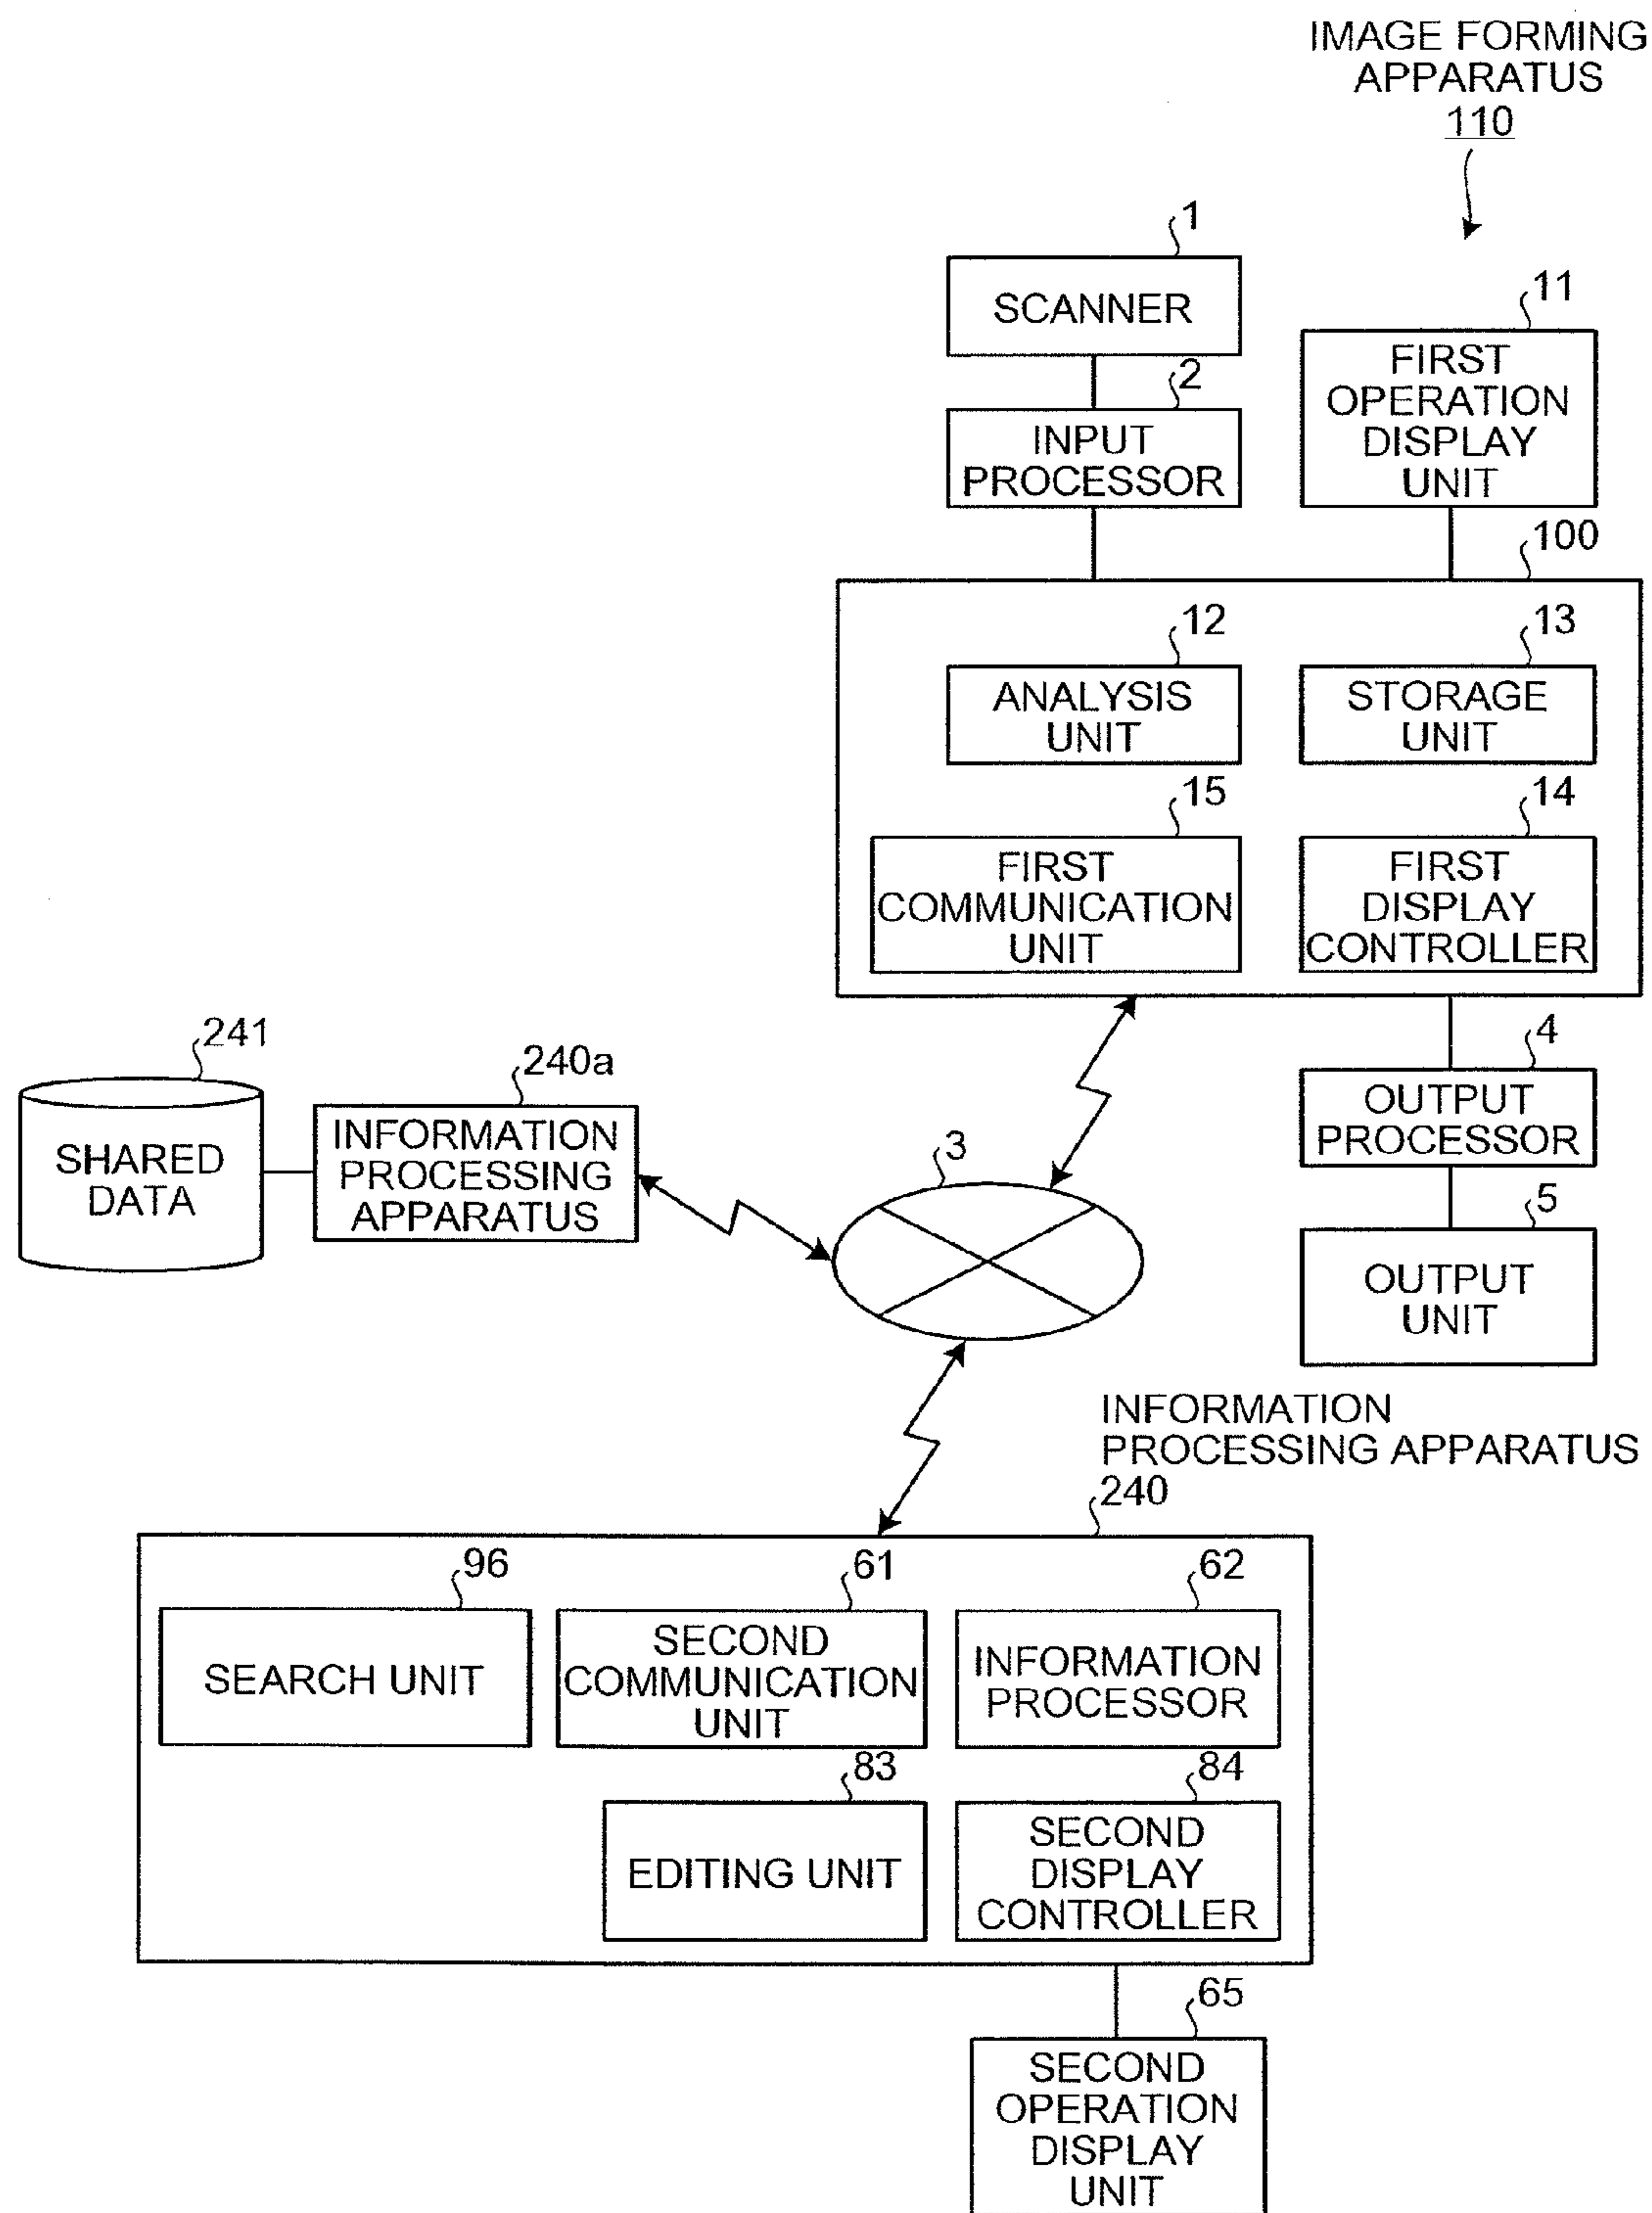 IMAGE FORMING
APPARATUS
110
1
SCANNER
2
INPUT
PROCESSOR
11
FIRST
OPERATION
DISPLAY
UNIT
100
12
ANALYSIS
UNIT
13
STORAGE
UNIT
15
FIRST
COMMUNICATION
UNIT
14
FIRST
DISPLAY
CONTROLLER
241
SHARED
DATA
240a
INFORMATION
PROCESSING
APPARATUS
3
4
OUTPUT
PROCESSOR
5
OUTPUT
UNIT
INFORMATION
PROCESSING APPARATUS
240
96
SEARCH UNIT
61
SECOND
COMMUNICATION
UNIT
62
INFORMATION
PROCESSOR
83
EDITING UNIT
84
SECOND
DISPLAY
CONTROLLER
65
SECOND
OPERATION
DISPLAY
UNIT